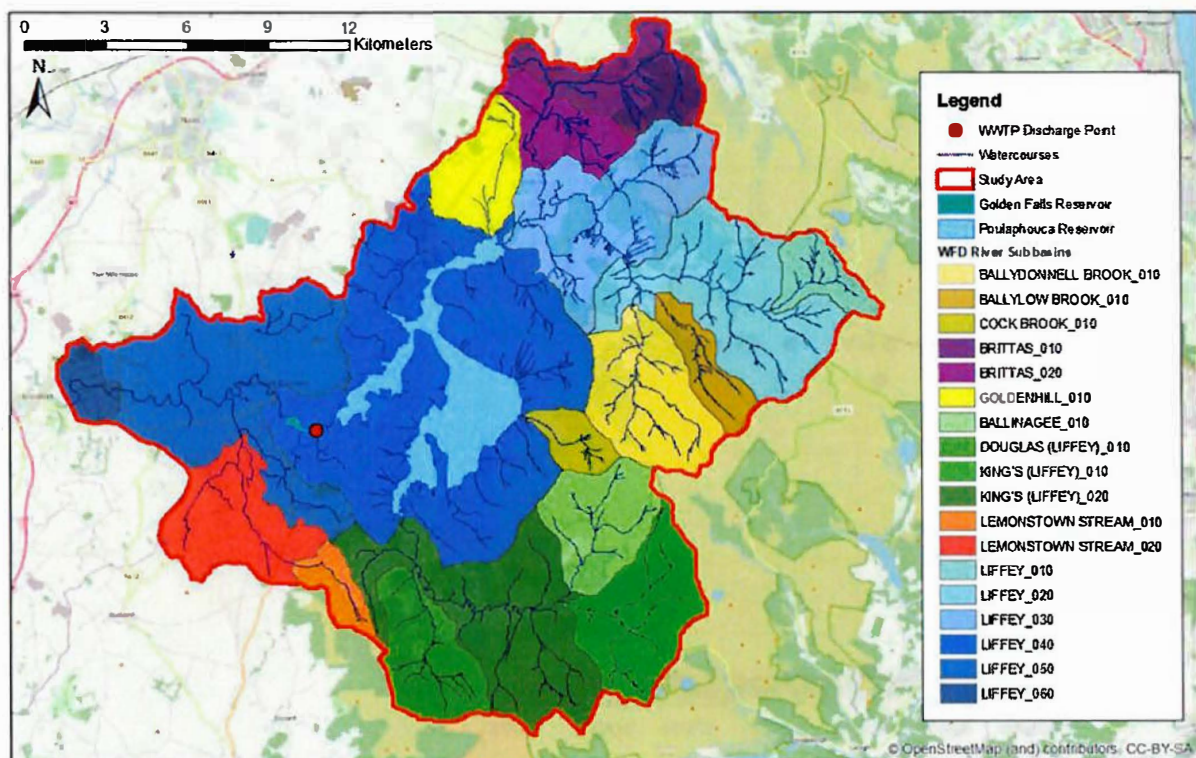 0 3 6 9 12
Kilometers
N
Legend
WWTP Discharge Point
Watercourses
Study Area
Golden Falls Reservoir
Poulaphouca Reservoir
WFD River Subbasins
BALLYDONNELL BROOK_010
BALLYLOW BROOK_010
COCK BROOK_010
BRITTAS_010
BRITTAS_020
GOLDENHILL_010
BALLINAGEE_010
DOUGLAS (LIFFEY)_010
KING'S (LIFFEY)_010
KING'S (LIFFEY)_020
LEMONSTOWN STREAM_010
LEMONSTOWN STREAM_020
LIFFEY_010
LIFFEY_020
LIFFEY_030
LIFFEY_040
LIFFEY_050
LIFFEY_060
© OpenStreetMap (and) contributors, CC-BY-SA